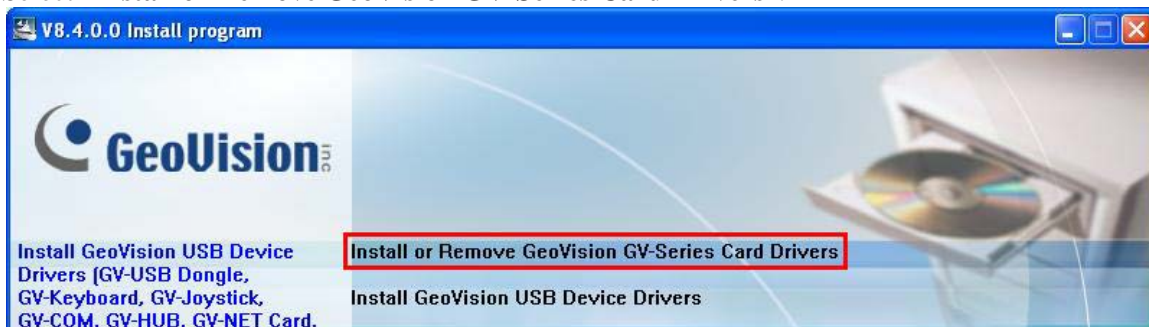 V8.4.0.0 Install program
GeoVision inc
Install GeoVision USB Device
Drivers (GV-USB Dongle,
GV-Keyboard, GV-Joystick,
GV-COM, GV-HUB, GV-NET Card,
Install or Remove GeoVision GV-Series Card Drivers
Install GeoVision USB Device Drivers